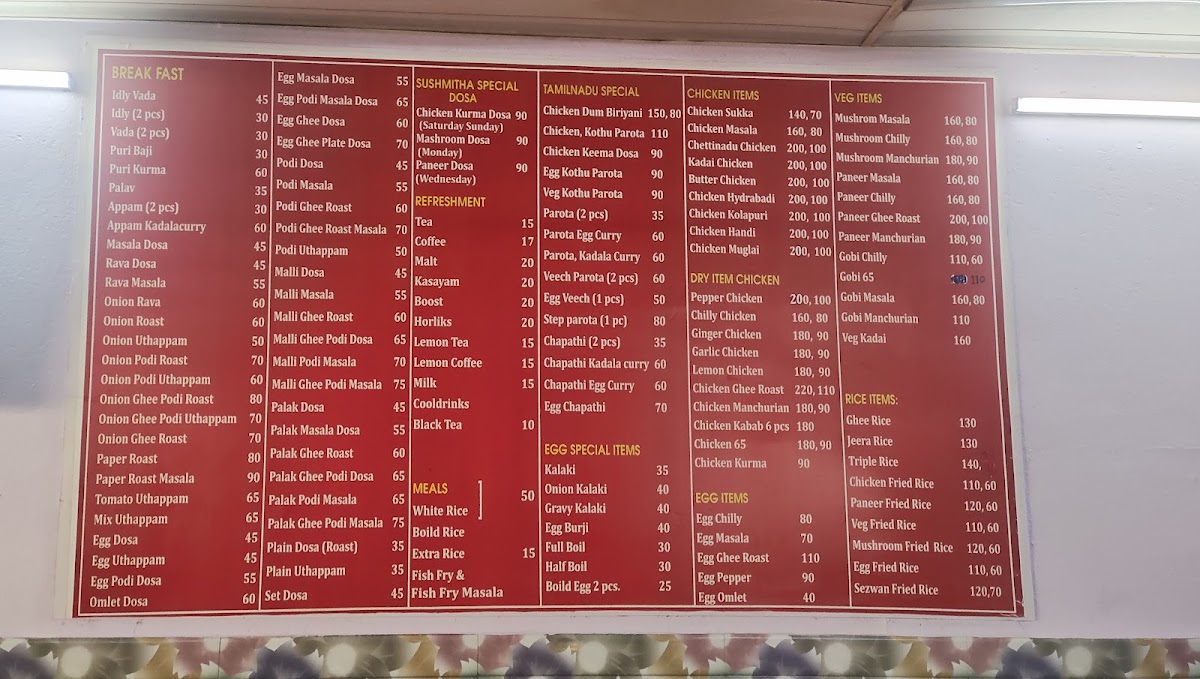 BREAK FAST
Idly Vada 45
Idly (2 pcs) 30
Vada (2 pcs) 30
Puri Baji 30
Puri Kurma 60
Palav 35
Appam (2 pcs) 30
Appam Kadalacurry 60
Masala Dosa 45
Rava Dosa 45
Rava Masala 55
Onion Rava 60
Onion Roast 60
Onion Uthappam 50
Onion Podi Roast 70
Onion Podi Uthappam 60
Onion Ghee Podi Roast 80
Onion Ghee Podi Uthappam 70
Onion Ghee Roast 70
Paper Roast 80
Paper Roast Masala 90
Tomato Uthappam 65
Mix Uthappam 65
Egg Dosa 45
Egg Uthappam 45
Egg Podi Dosa 55
Omlet Dosa 60
Egg Masala Dosa 55
Egg Podi Masala Dosa 65
Egg Ghee Dosa 60
Egg Ghee Plate Dosa 70
Podi Dosa 45
Podi Masala 55
Podi Ghee Roast 60
Podi Ghee Roast Masala 70
Podi Uthappam 50
Malli Dosa 45
Malli Masala 55
Malli Ghee Roast 60
Malli Ghee Podi Dosa 65
Malli Podi Masala 70
Malli Ghee Podi Masala 75
Palak Dosa 45
Palak Masala Dosa 55
Palak Ghee Roast 60
Palak Ghee Podi Dosa 65
Palak Podi Masala 65
Palak Ghee Podi Masala 75
Plain Dosa (Roast) 35
Plain Uthappam 35
Set Dosa 45
SUSHMITHA SPECIAL
DOSA
Chicken Kurma Dosa 90
(Saturday Sunday)
Mashroom Dosa 90
(Monday)
Paneer Dosa 90
(Wednesday)
REFRESHMENT
Tea 15
Coffee 17
Malt 20
Kasayam 20
Boost 20
Horliks 20
Lemon Tea 15
Lemon Coffee 15
Milk 15
Cooldrinks
Black Tea 10
MEALS
White Rice 50
Boild Rice
Extra Rice 15
Fish Fry &
Fish Fry Masala
TAMILNADU SPECIAL
Chicken Dum Biriyani 150, 80
Chicken, Kothu Parota 110
Chicken Keema Dosa 90
Egg Kothu Parota 90
Veg Kothu Parota 90
Parota (2 pcs) 35
Parota Egg Curry 60
Parota, Kadala Curry 60
Veech Parota (2 pcs) 60
Egg Veech (1 pcs) 50
Step parota (1 pc) 80
Chapathi (2 pcs) 35
Chapathi Kadala curry 60
Chapathi Egg Curry 60
Egg Chapathi 70
EGG SPECIAL ITEMS
Kalaki 35
Onion Kalaki 40
Gravy Kalaki 40
Egg Burji 40
Full Boil 30
Half Boil 30
Boild Egg 2 pcs. 25
CHICKEN ITEMS
Chicken Sukka 140, 70
Chicken Masala 160, 80
Chettinadu Chicken 200, 100
Kadai Chicken 200, 100
Butter Chicken 200, 100
Chicken Hydrabadi 200, 100
Chicken Kolapuri 200, 100
Chicken Handi 200, 100
Chicken Muglai 200, 100
DRY ITEM CHICKEN
Pepper Chicken 200, 100
Chilly Chicken 160, 80
Ginger Chicken 180, 90
Garlic Chicken 180, 90
Lemon Chicken 180, 90
Chicken Ghee Roast 220, 110
Chicken Manchurian 180, 90
Chicken Kabab 6 pcs 180
Chicken 65 180, 90
Chicken Kurma 90
EGG ITEMS
Egg Chilly 80
Egg Masala 70
Egg Ghee Roast 110
Egg Pepper 90
Egg Omlet 40
VEG ITEMS
Mushrom Masala 160, 80
Mushroom Chilly 160, 80
Mushroom Manchurian 180, 90
Paneer Masala 160, 80
Paneer Chilly 160, 80
Paneer Ghee Roast 200, 100
Paneer Manchurian 180, 90
Gobi Chilly 110, 60
Gobi 65 110
Gobi Masala 160, 80
Gobi Manchurian 110
Veg Kadai 160
RICE ITEMS:
Ghee Rice 130
Jeera Rice 130
Triple Rice 140,
Chicken Fried Rice 110, 60
Paneer Fried Rice 120, 60
Veg Fried Rice 110, 60
Mushroom Fried Rice 120, 60
Egg Fried Rice 110, 60
Sezwan Fried Rice 120,70